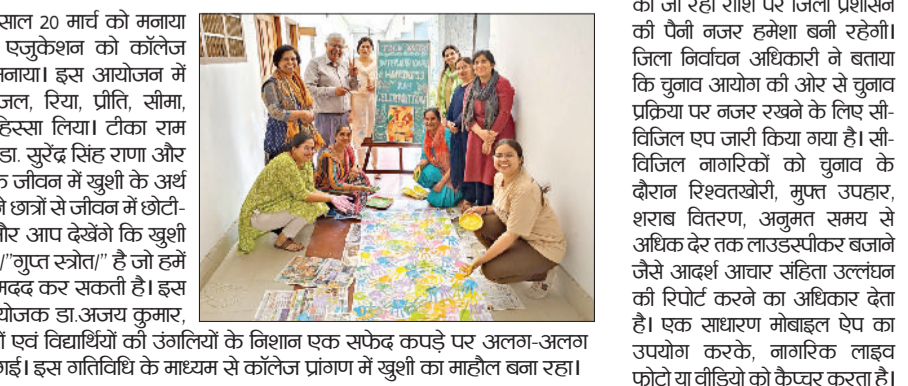 साल 20 मार्च को मनाया
एजुकेशन को कॉलेज
मनाया। इस आयोजन में
जल, रिया, प्रीति, सीमा,
हिस्सा लिया। टीका राम
डा. सुरेंद्र सिंह राणा और
क जीवन में खुशी के अर्थ
ने छात्रों से जीवन में छोटी-
और आप देखेंगे कि खुशी
/"गुप्त स्त्रोत/" है जो हमें
मदद कर सकती है। इस
योजक डा.अजय कुमार,
एवं विद्यार्थियों की उंगलियों के निशान एक सफेद कपड़े पर अलग-अलग
गई। इस गतिविधि के माध्यम से कॉलेज प्रांगण में खुशी का माहौल बना रहा।
INTERNATIONAL
HAPPINESS
DAY
CELEBRATION
की जा रही राशि पर जिला प्रशासन
की पैनी नजर हमेशा बनी रहेगी।
जिला निर्वाचन अधिकारी ने बताया
कि चुनाव आयोग की ओर से चुनाव
प्रक्रिया पर नजर रखने के लिए सी-
विजिल एप जारी किया गया है। सी-
विजिल नागरिकों को चुनाव के
दौरान रिश्वतखोरी, मुफ्त उपहार,
शराब वितरण, अनुमत समय से
अधिक देर तक लाउडस्पीकर बजाने
जैसे आदर्श आचार संहिता उल्लंघन
की रिपोर्ट करने का अधिकार देता
है। एक साधारण मोबाइल ऐप का
उपयोग करके, नागरिक लाइव
फोटो या वीडियो को कैप्चर करता है।